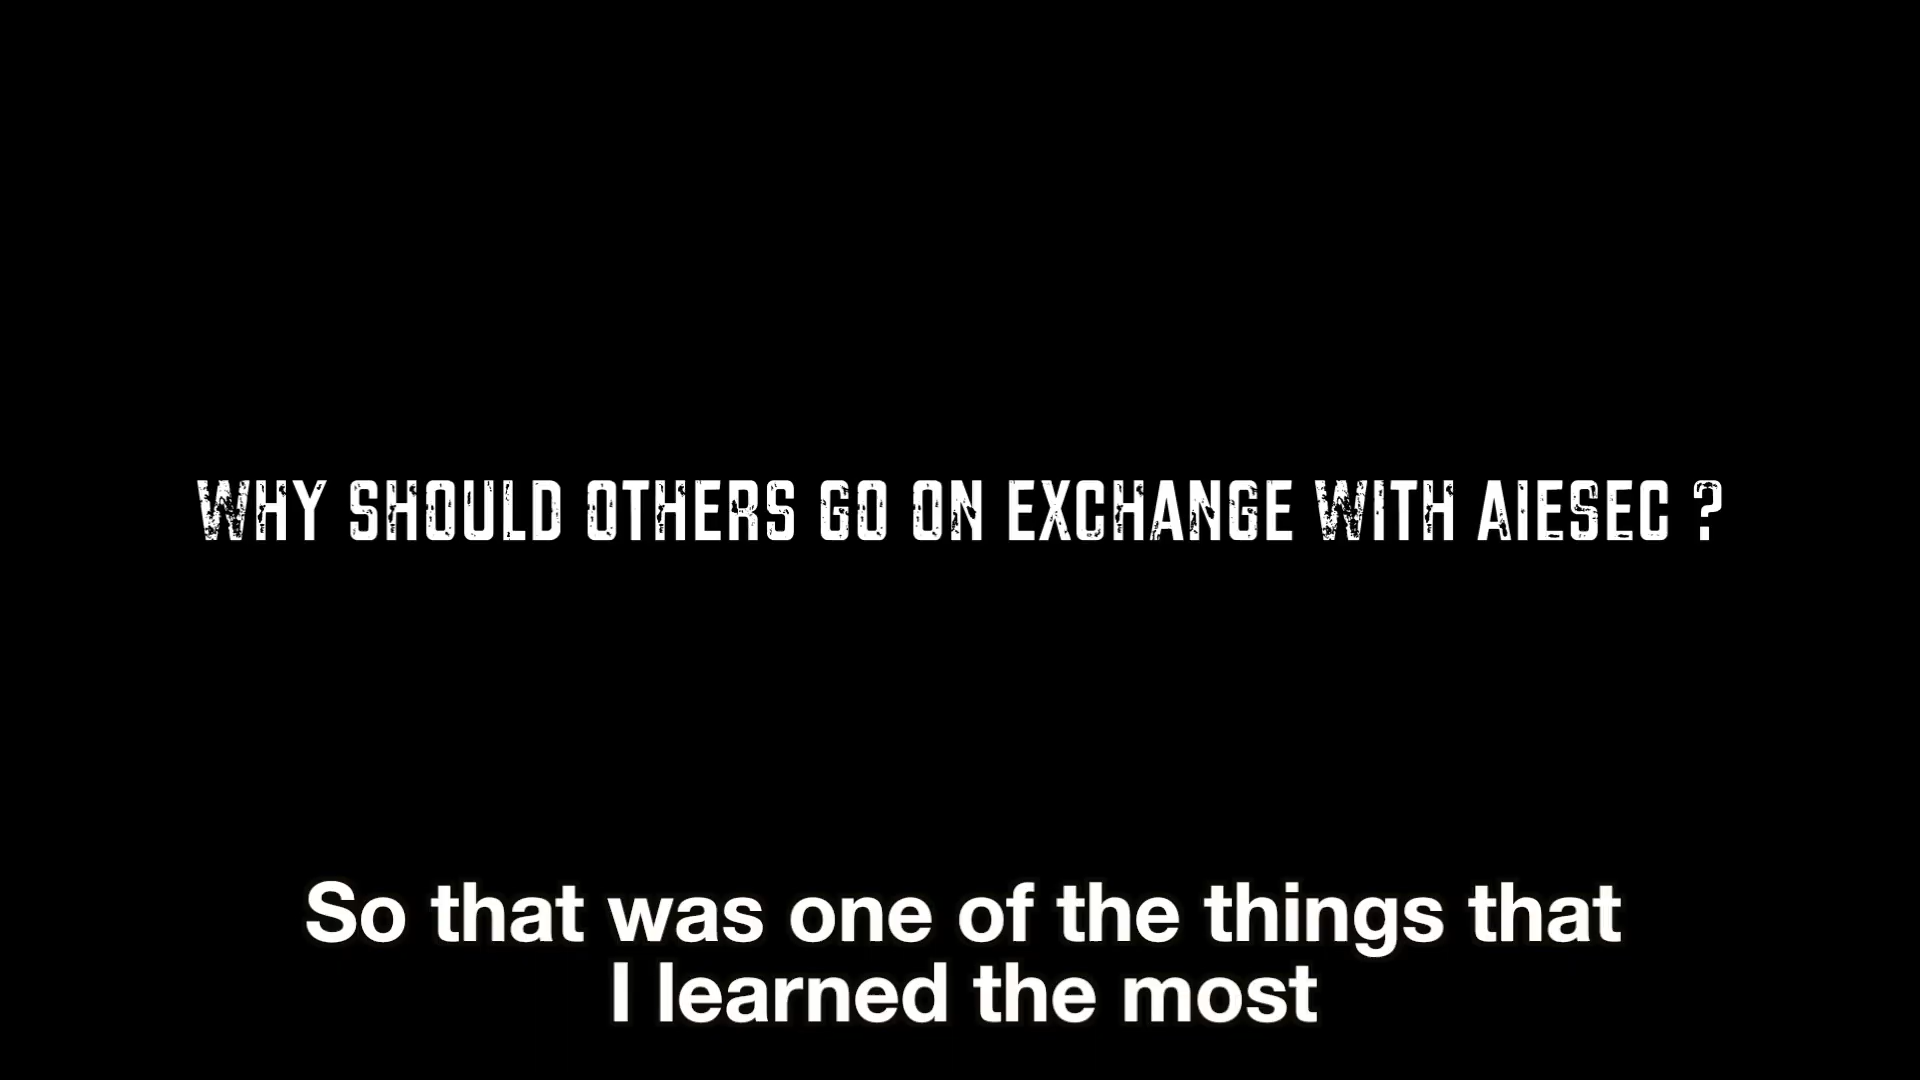 WHY SHOULD OTHERS GO ON EXCHANGE WITH AIESEC ?
So that was one of the things that
I learned the most